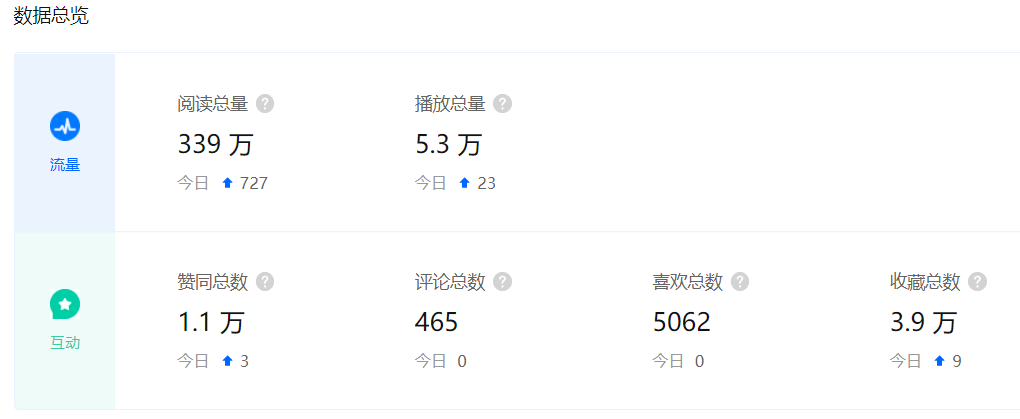 数据总览
流量
阅读总量 ?
339 万
今日 727
播放总量 ?
5.3 万
今日 23
互动
赞同总数 ?
1.1 万
今日 3
评论总数 ?
465
今日 0
喜欢总数 ?
5062
今日 0
收藏总数 ?
3.9 万
今日 9